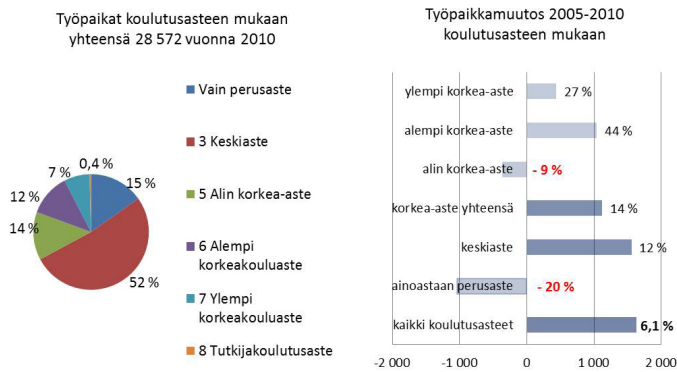 Työpaikat koulutusasteen mukaan
yhteensä 28 572 vuonna 2010
Vain perusaste
3 Keskiaste
5 Alin korkea-aste
6 Alempi
korkeakouluaste
7 Ylempi
korkeakouluaste
8 Tutkijakoulutusaste
0,4 %
7 %
15 %
12 %
14 %
52 %
Työpaikkamuutos 2005-2010
koulutusasteen mukaan
ylempi korkea-aste 27 %
alempi korkea-aste 44 %
alin korkea-aste - 9 %
korkea-aste yhteensä 14 %
keskiaste 12 %
ainoastaan perusaste - 20 %
kaikki koulutusasteet 6,1 %
-2 000 -1 000 0 1 000 2 000